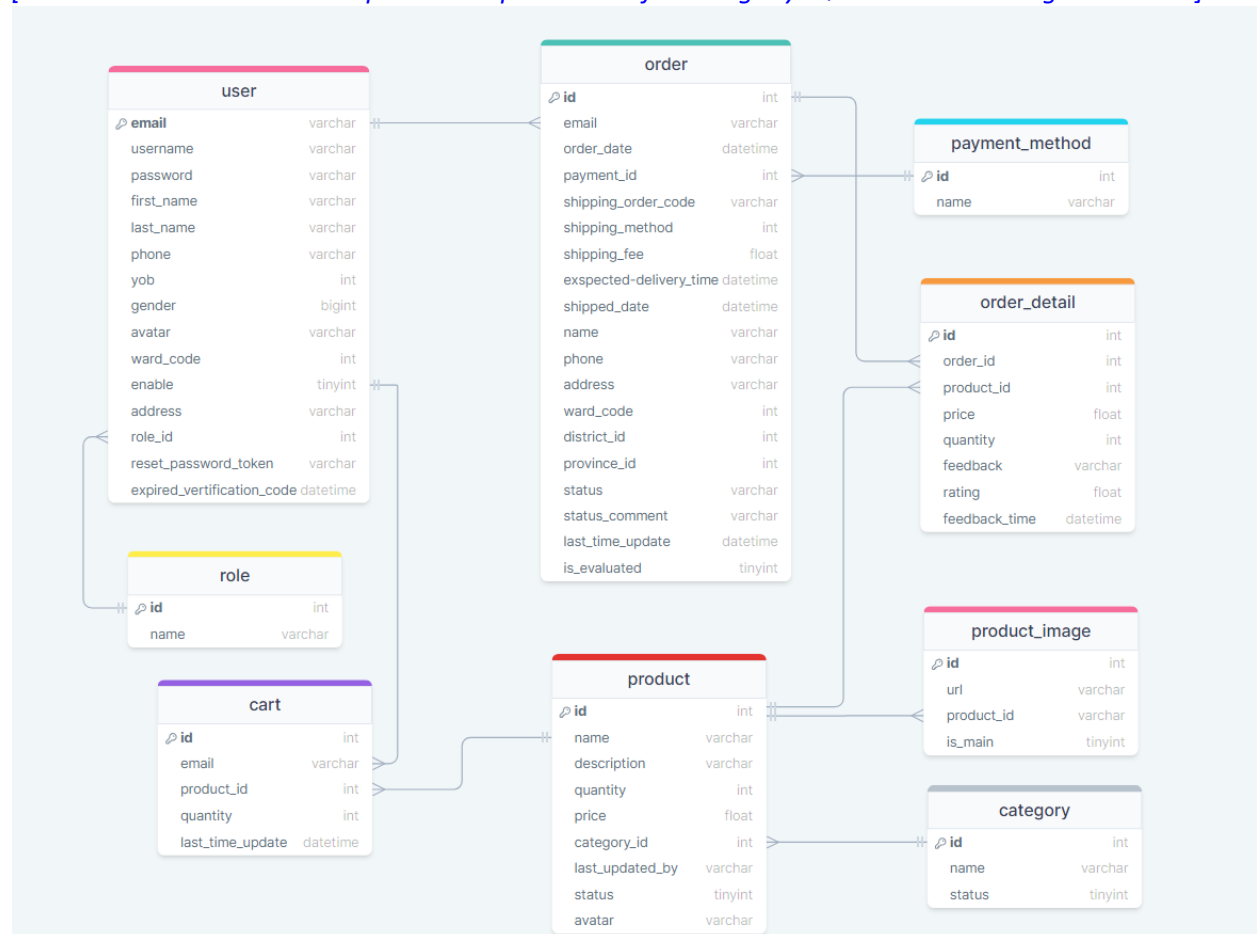 user
email varchar
username varchar
password varchar
first_name varchar
last_name varchar
phone varchar
yob int
gender bigint
avatar varchar
ward_code int
enable tinyint
address varchar
role_id int
reset_password_token varchar
expired_vertification_code datetime
role
id int
name varchar
cart
id int
email varchar
product_id int
quantity int
last_time_update datetime
order
id int
email varchar
order_date datetime
payment_id int
shipping_order_code varchar
shipping_method int
shipping_fee float
exspected-delivery_time datetime
shipped_date datetime
name varchar
phone varchar
address varchar
ward_code int
district_id int
province_id int
status varchar
status_comment varchar
last_time_update datetime
is_evaluated tinyint
product
id int
name varchar
description varchar
quantity int
price float
category_id int
last_updated_by varchar
status tinyint
avatar varchar
payment_method
id int
name varchar
order_detail
id int
order_id int
product_id int
price float
quantity int
feedback varchar
rating float
feedback_time datetime
product_image
id int
url varchar
product_id varchar
is_main tinyint
category
id int
name varchar
status tinyint